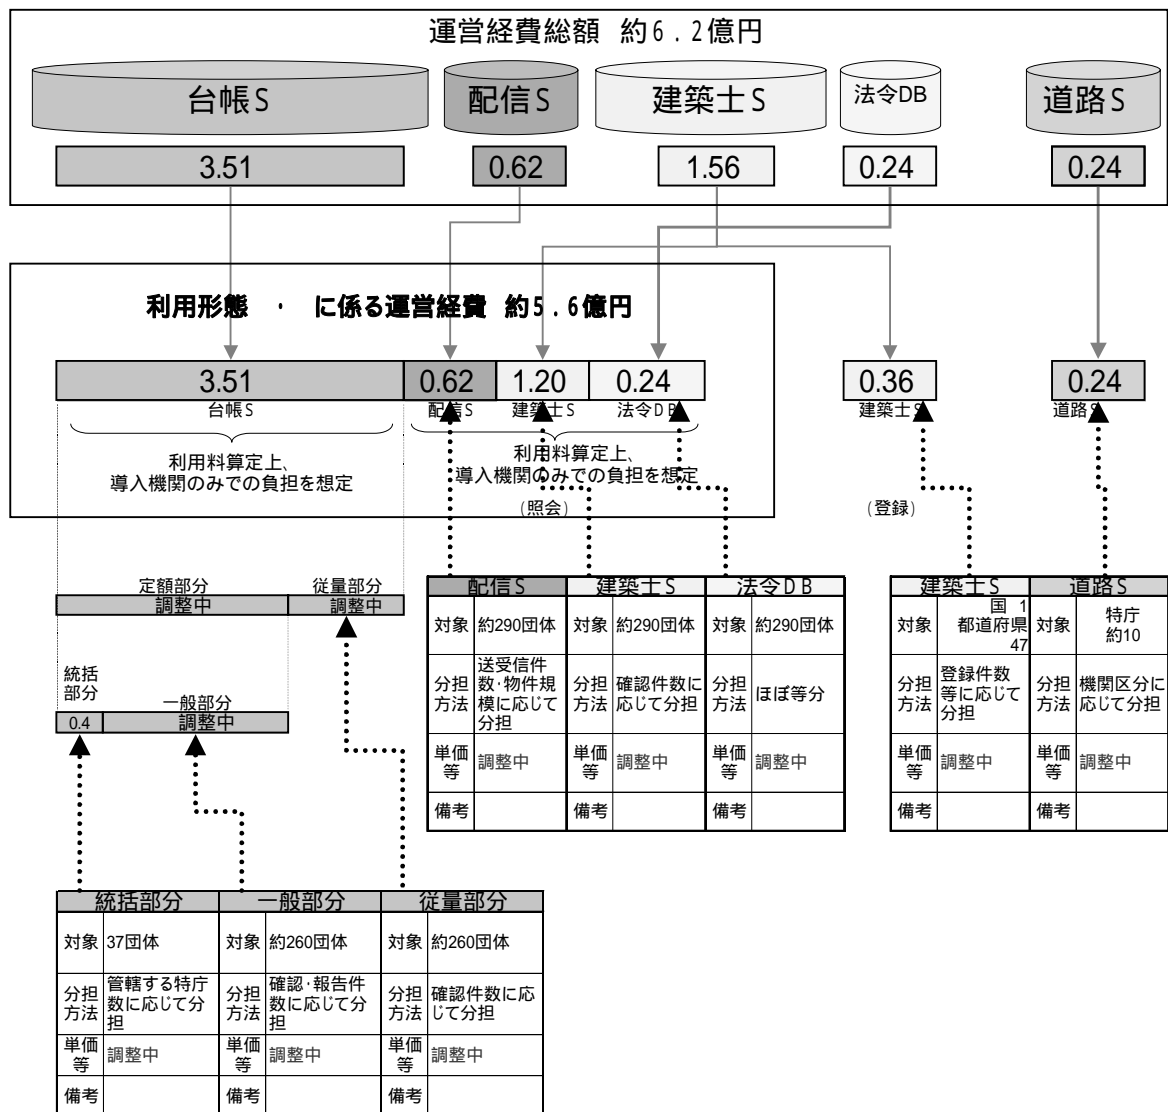 運営経費総額 約6.2億円
台帳S
配信S
建築士S
法令DB
道路S
3.51
0.62
1.56
0.24
0.24
利用形態 ・ に係る運営経費 約5.6億円
3.51
0.62
1.20
0.24
0.36
0.24
台帳S
配信S
建築士S
法令DB
建築士S
道路S
利用料算定上、
導入機関のみでの負担を想定
利用料算定上、
導入機関のみでの負担を想定
(照会)
(登録)
定額部分
従量部分
調整中
調整中
統括
部分
一般部分
0.4
調整中
配信S
対象
約290団体
分担
方法
送受信件
数・物件規
模に応じて
分担
単価
等
調整中
備考
建築士S
対象
約290団体
分担
方法
確認件数に
応じて分担
単価
等
調整中
備考
法令DB
対象
約290団体
分担
方法
ほぼ等分
単価
等
調整中
備考
建築士S
対象
国 1
都道府県
47
分担
方法
登録件数
等に応じて
分担
単価
等
調整中
備考
道路S
対象
特庁
約10
分担
方法
機関区分に
応じて分担
単価
等
調整中
備考
統括部分
対象
37団体
分担
方法
管轄する特庁
数に応じて分
担
単価
等
調整中
備考
一般部分
対象
約260団体
分担
方法
確認・報告件
数に応じて分
担
単価
等
調整中
備考
従量部分
対象
約260団体
分担
方法
確認件数に応
じて分担
単価
等
調整中
備考